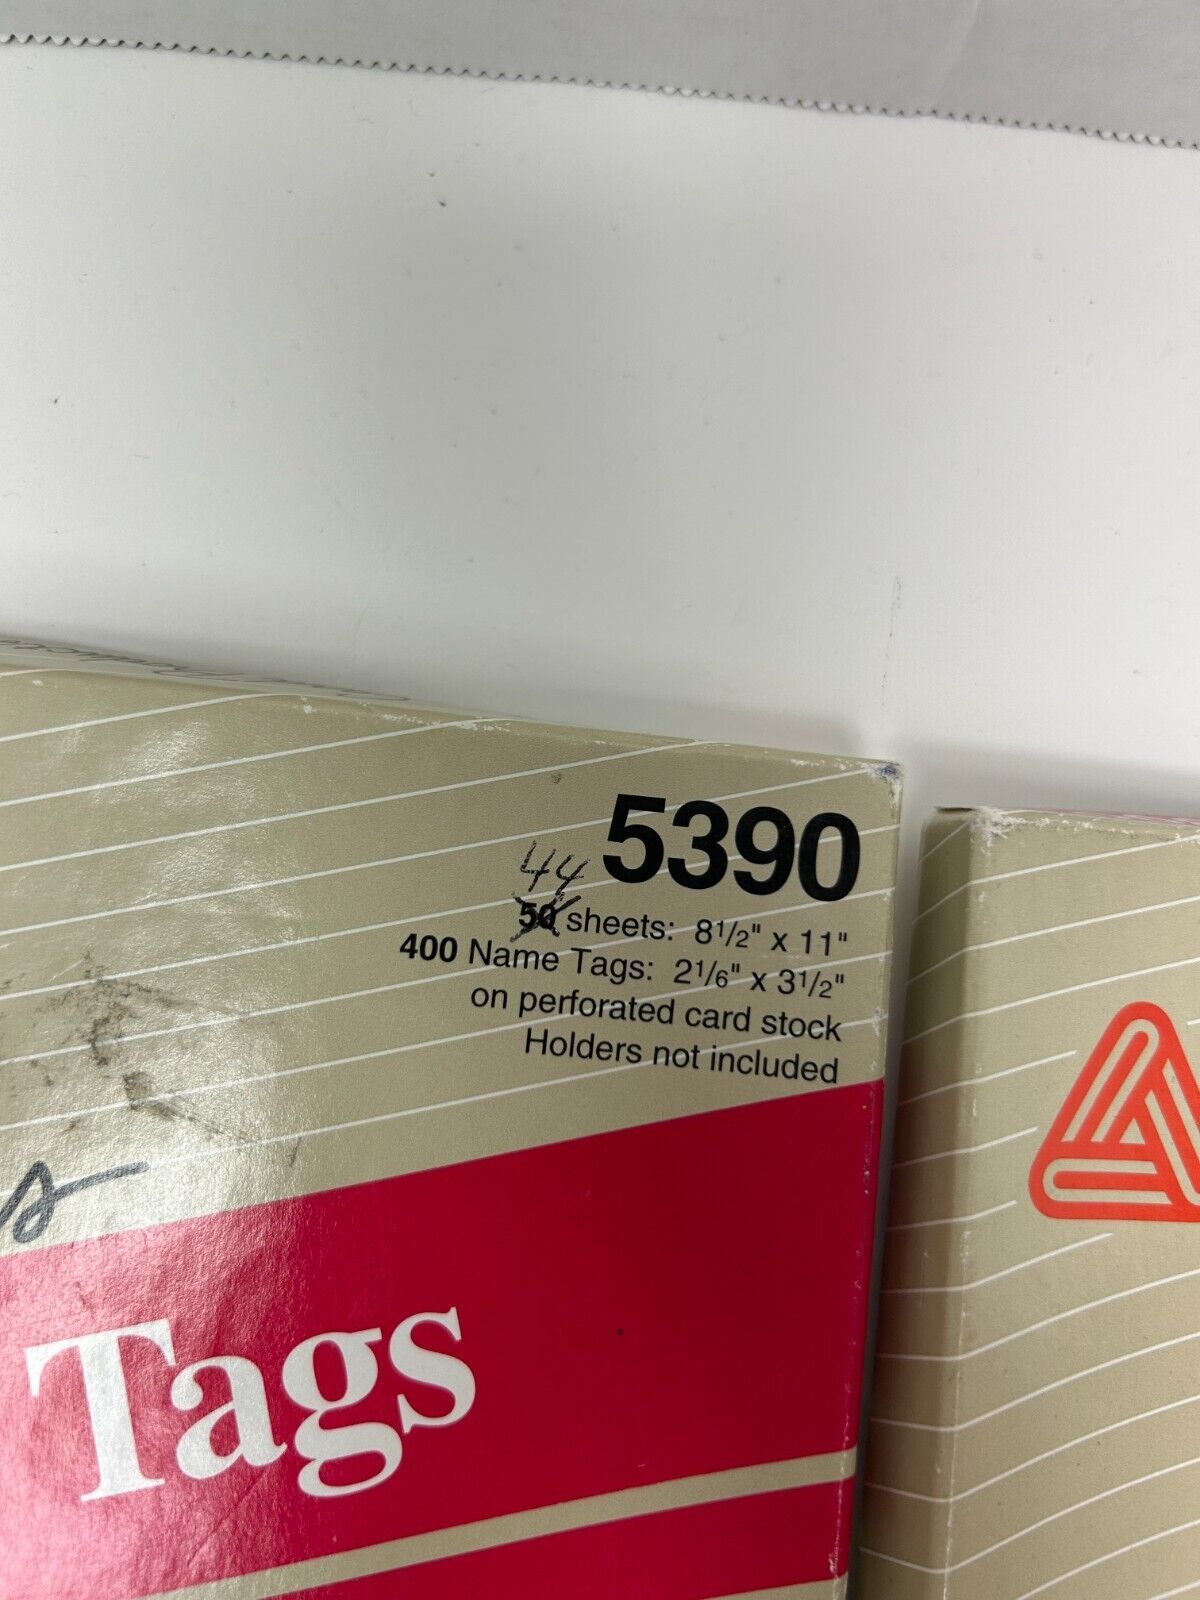 5390
44
50 sheets: 8 1/2" x 11"
400 Name Tags: 2 1/6" x 3 1/2"
on perforated card stock
Holders not included
s
Tags